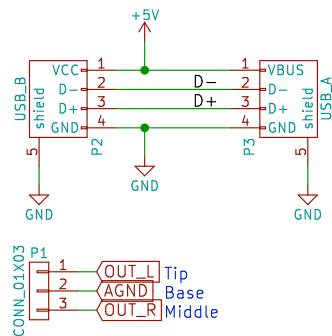 +5V
USB_B
shield
VCC 1
D- 2
D+ 3
GND 4
5
P2
GND
D-
D+
GND
USB_A
shield
1 VBUS
2 D-
3 D+
4 GND
5
P3
GND
P1
CONN_01X03
1 OUT_L Tip
2 AGND Base
3 OUT_R Middle